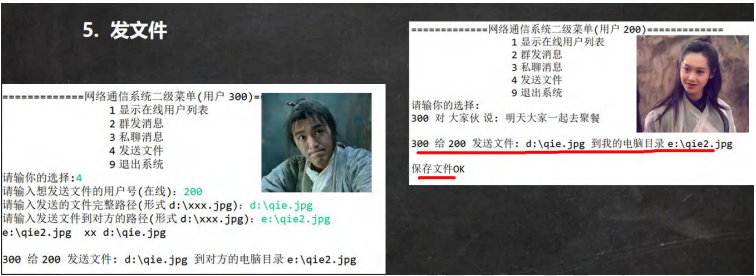 5. 发文件
=============网络通信系统二级菜单(用户 300)=
1 显示在线用户列表
2 群发消息
3 私聊消息
4 发送文件
9 退出系统
请输你的选择:4
请输入想发送文件的用户号(在线): 200
请输入发送的文件完整路径(形式 d:\xxx.jpg): d:\qie.jpg
请输入发送文件到对方的路径(形式 d:\xxx.jpg): e:\qie2.jpg
e:\qie2.jpg xx d:\qie.jpg
300 给 200 发送文件: d:\qie.jpg 到对方的电脑目录 e:\qie2.jpg
=============网络通信系统二级菜单(用户 200)=============
1 显示在线用户列表
2 群发消息
3 私聊消息
4 发送文件
9 退出系统
请输你的选择:
300 对 大家伙 说: 明天大家一起去聚餐
300 给 200 发送文件: d:\qie.jpg 到我的电脑目录 e:\qie2.jpg
保存文件OK